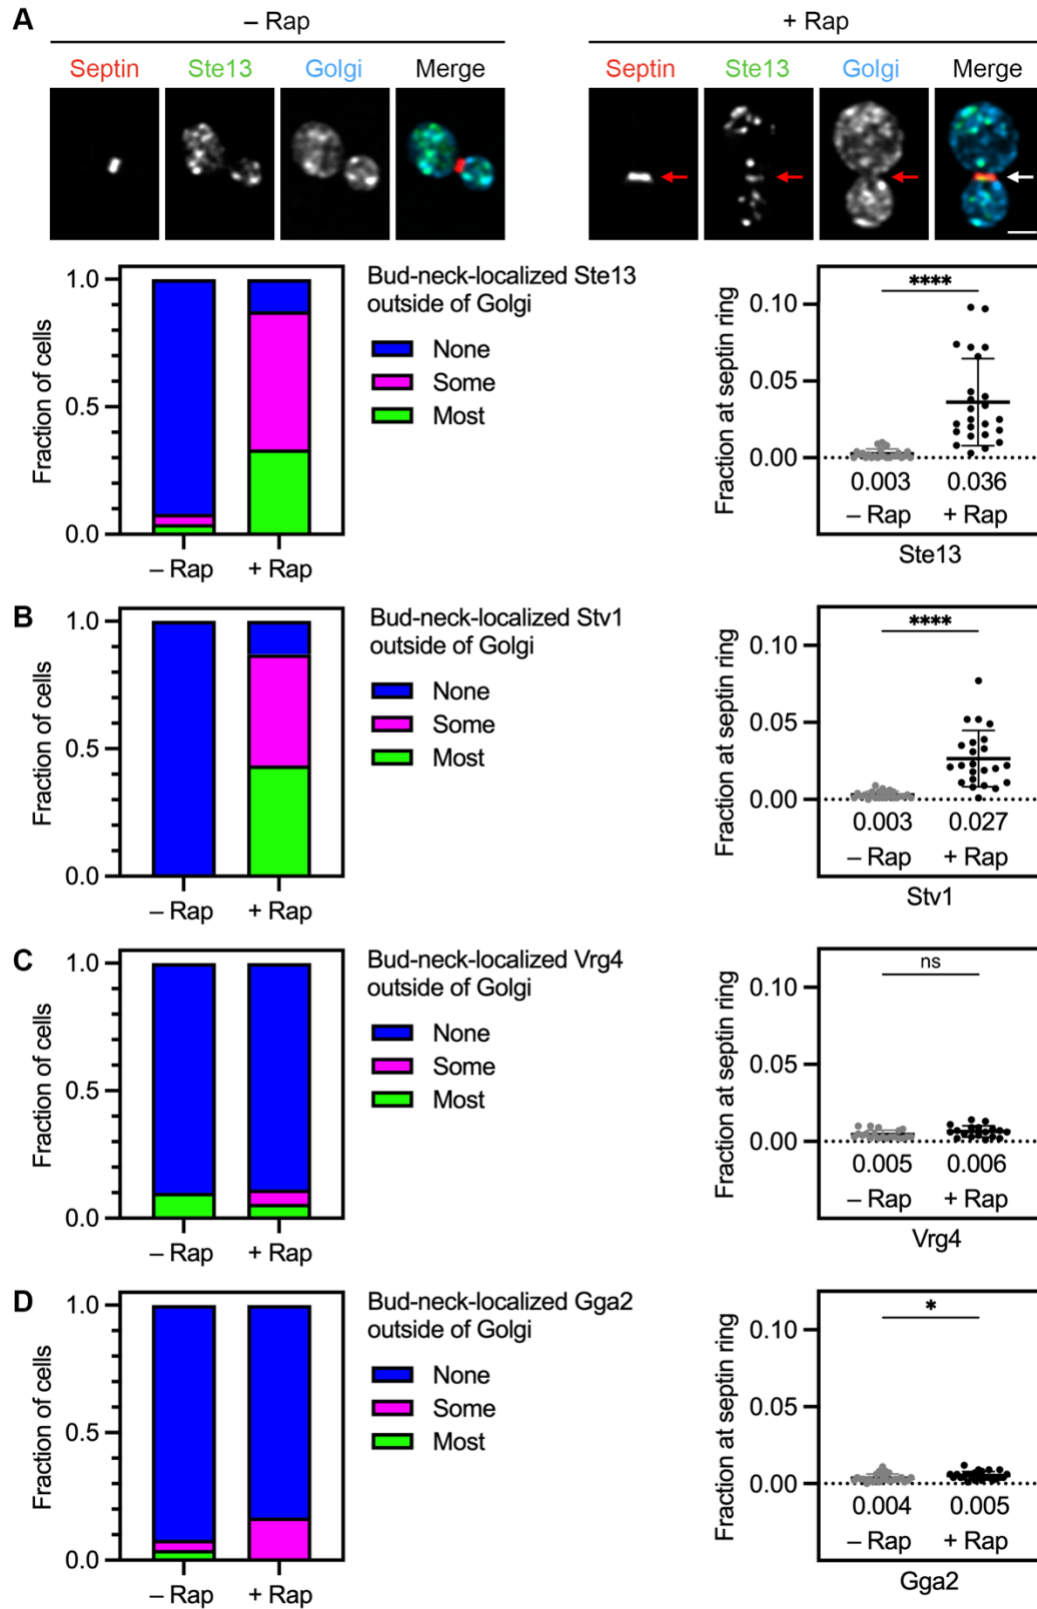 A
– Rap
+ Rap
Septin Ste13 Golgi Merge
Septin Ste13 Golgi Merge
Fraction of cells
1.0
0.5
0.0
– Rap + Rap
Bud-neck-localized Ste13
outside of Golgi
None
Some
Most
Fraction at septin ring
0.10
0.05
0.00
****
0.003 0.036
– Rap + Rap
Ste13
B
Fraction of cells
1.0
0.5
0.0
– Rap + Rap
Bud-neck-localized Stv1
outside of Golgi
None
Some
Most
Fraction at septin ring
0.10
0.05
0.00
****
0.003 0.027
– Rap + Rap
Stv1
C
Fraction of cells
1.0
0.5
0.0
– Rap + Rap
Bud-neck-localized Vrg4
outside of Golgi
None
Some
Most
Fraction at septin ring
0.10
0.05
0.00
ns
0.005 0.006
– Rap + Rap
Vrg4
D
Fraction of cells
1.0
0.5
0.0
– Rap + Rap
Bud-neck-localized Gga2
outside of Golgi
None
Some
Most
Fraction at septin ring
0.10
0.05
0.00
*
0.004 0.005
– Rap + Rap
Gga2